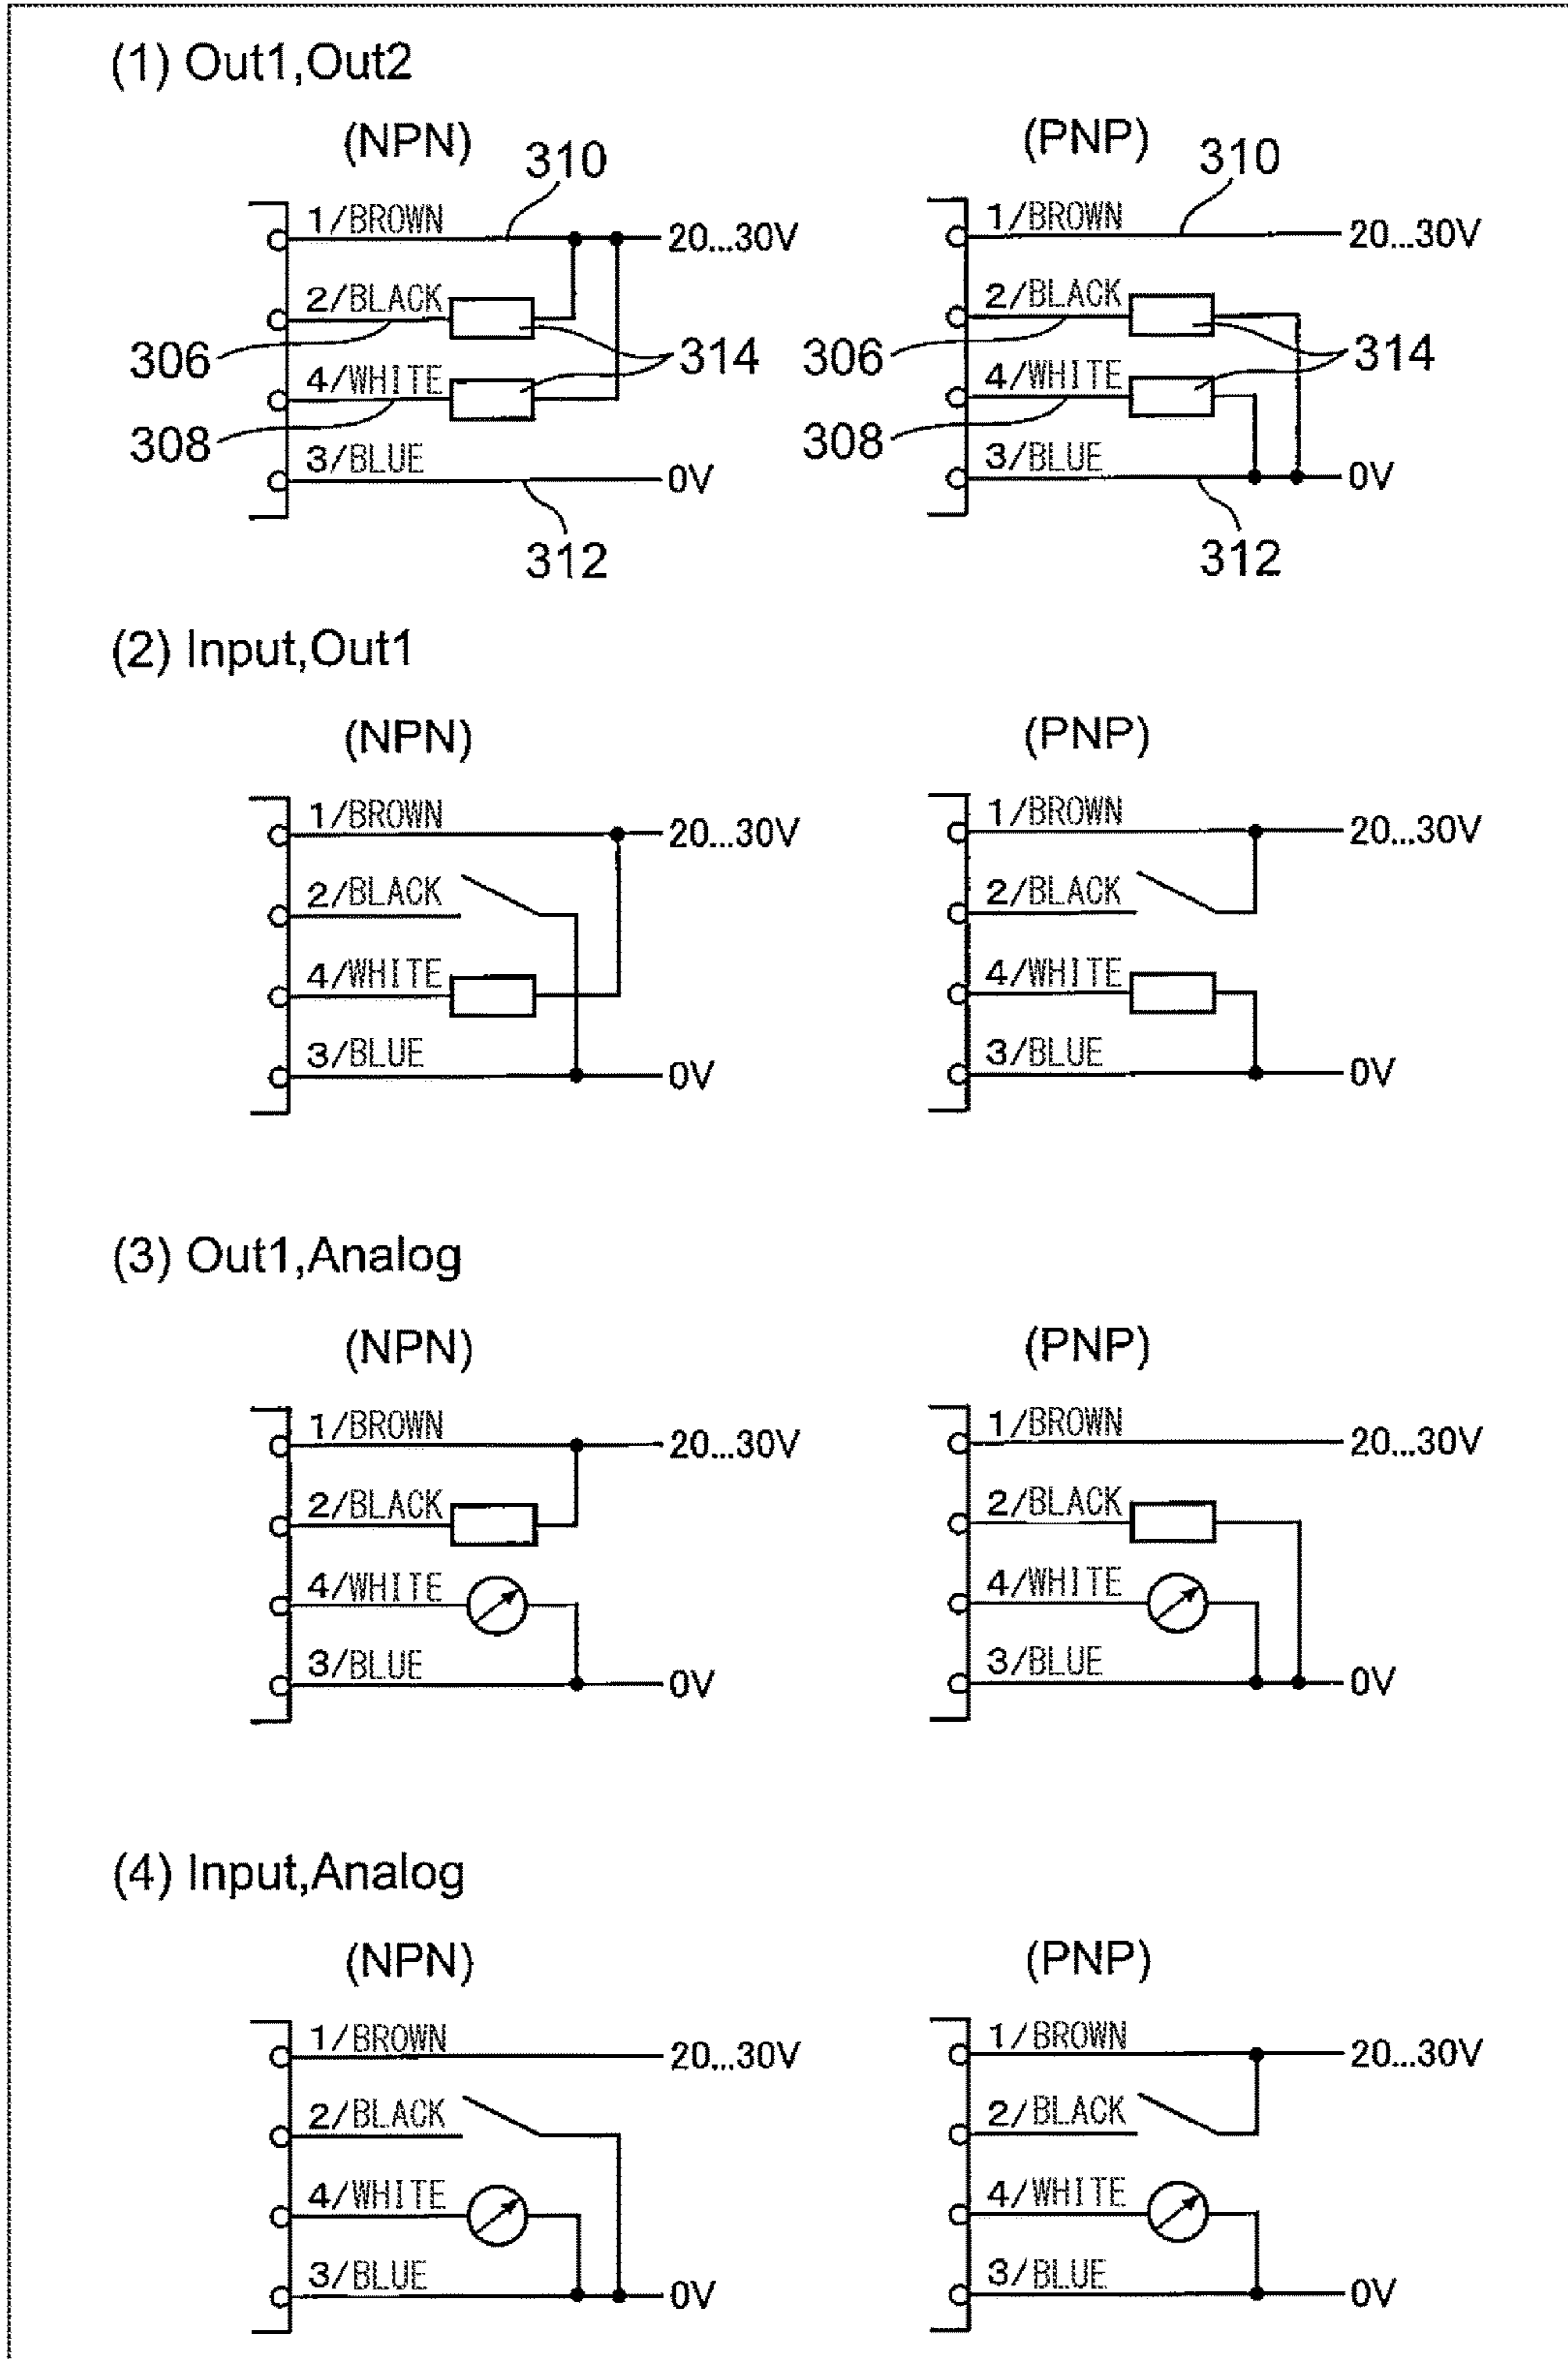 (1) Out1,Out2
(NPN)
310
1/BROWN
20...30V
2/BLACK
306
314
4/WHITE
308
3/BLUE
0V
312
(PNP)
310
1/BROWN
20...30V
2/BLACK
306
314
4/WHITE
308
3/BLUE
0V
312
(2) Input,Out1
(NPN)
1/BROWN
20...30V
2/BLACK
4/WHITE
3/BLUE
0V
(PNP)
1/BROWN
20...30V
2/BLACK
4/WHITE
3/BLUE
0V
(3) Out1,Analog
(NPN)
1/BROWN
20...30V
2/BLACK
4/WHITE
3/BLUE
0V
(PNP)
1/BROWN
20...30V
2/BLACK
4/WHITE
3/BLUE
0V
(4) Input,Analog
(NPN)
1/BROWN
20...30V
2/BLACK
4/WHITE
3/BLUE
0V
(PNP)
1/BROWN
20...30V
2/BLACK
4/WHITE
3/BLUE
0V